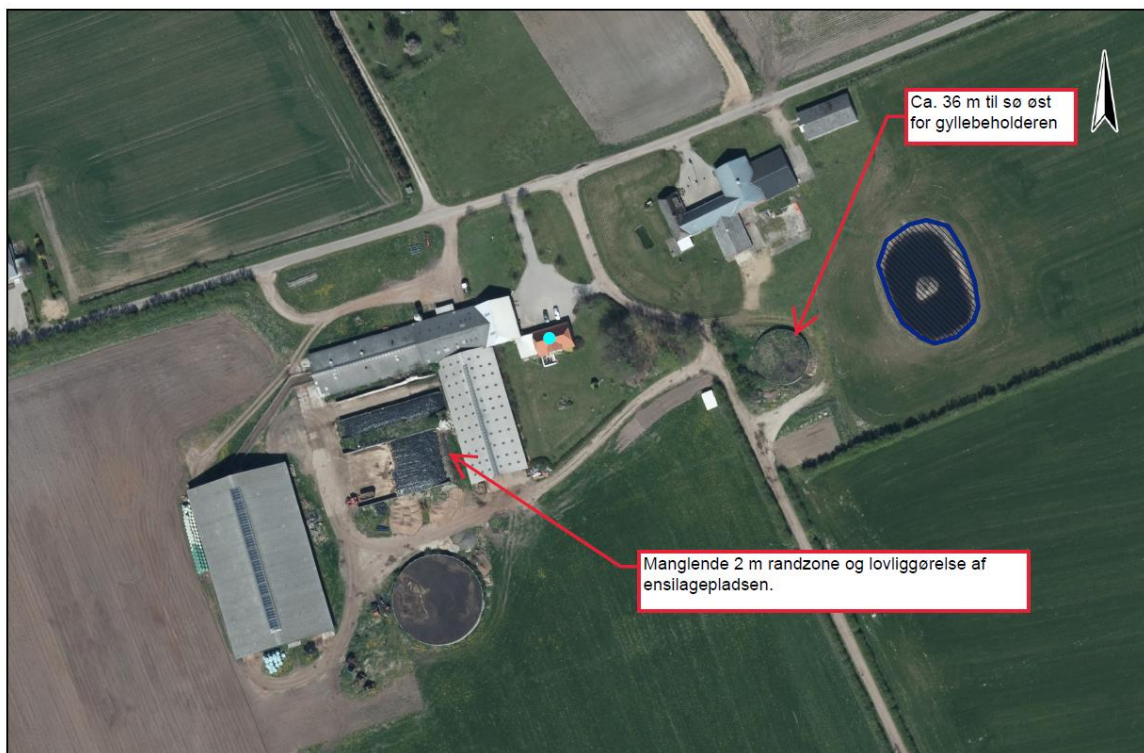 Ca. 36 m til sø øst
for gyllebeholderen
Manglende 2 m randzone og lovliggørelse af
ensilagepladsen.